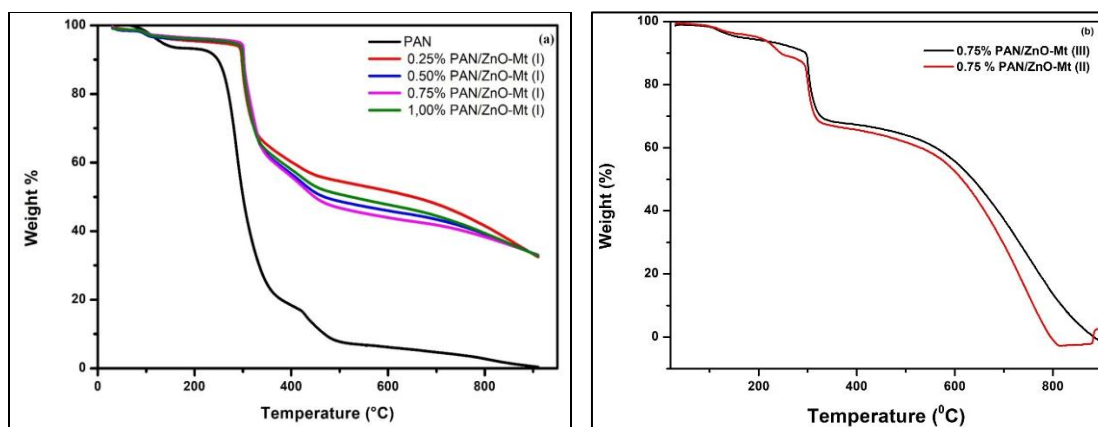 (a)
PAN
0.25% PAN/ZnO-Mt (I)
0.50% PAN/ZnO-Mt (I)
0.75% PAN/ZnO-Mt (I)
1,00% PAN/ZnO-Mt (I)
Weight %
100
80
60
40
20
0
0 200 400 600 800
Temperature (°C)
(b)
0.75% PAN/ZnO-Mt (III)
0.75 % PAN/ZnO-Mt (II)
Weight (%)
100
80
60
40
20
0
200 400 600 800
Temperature (⁰C)